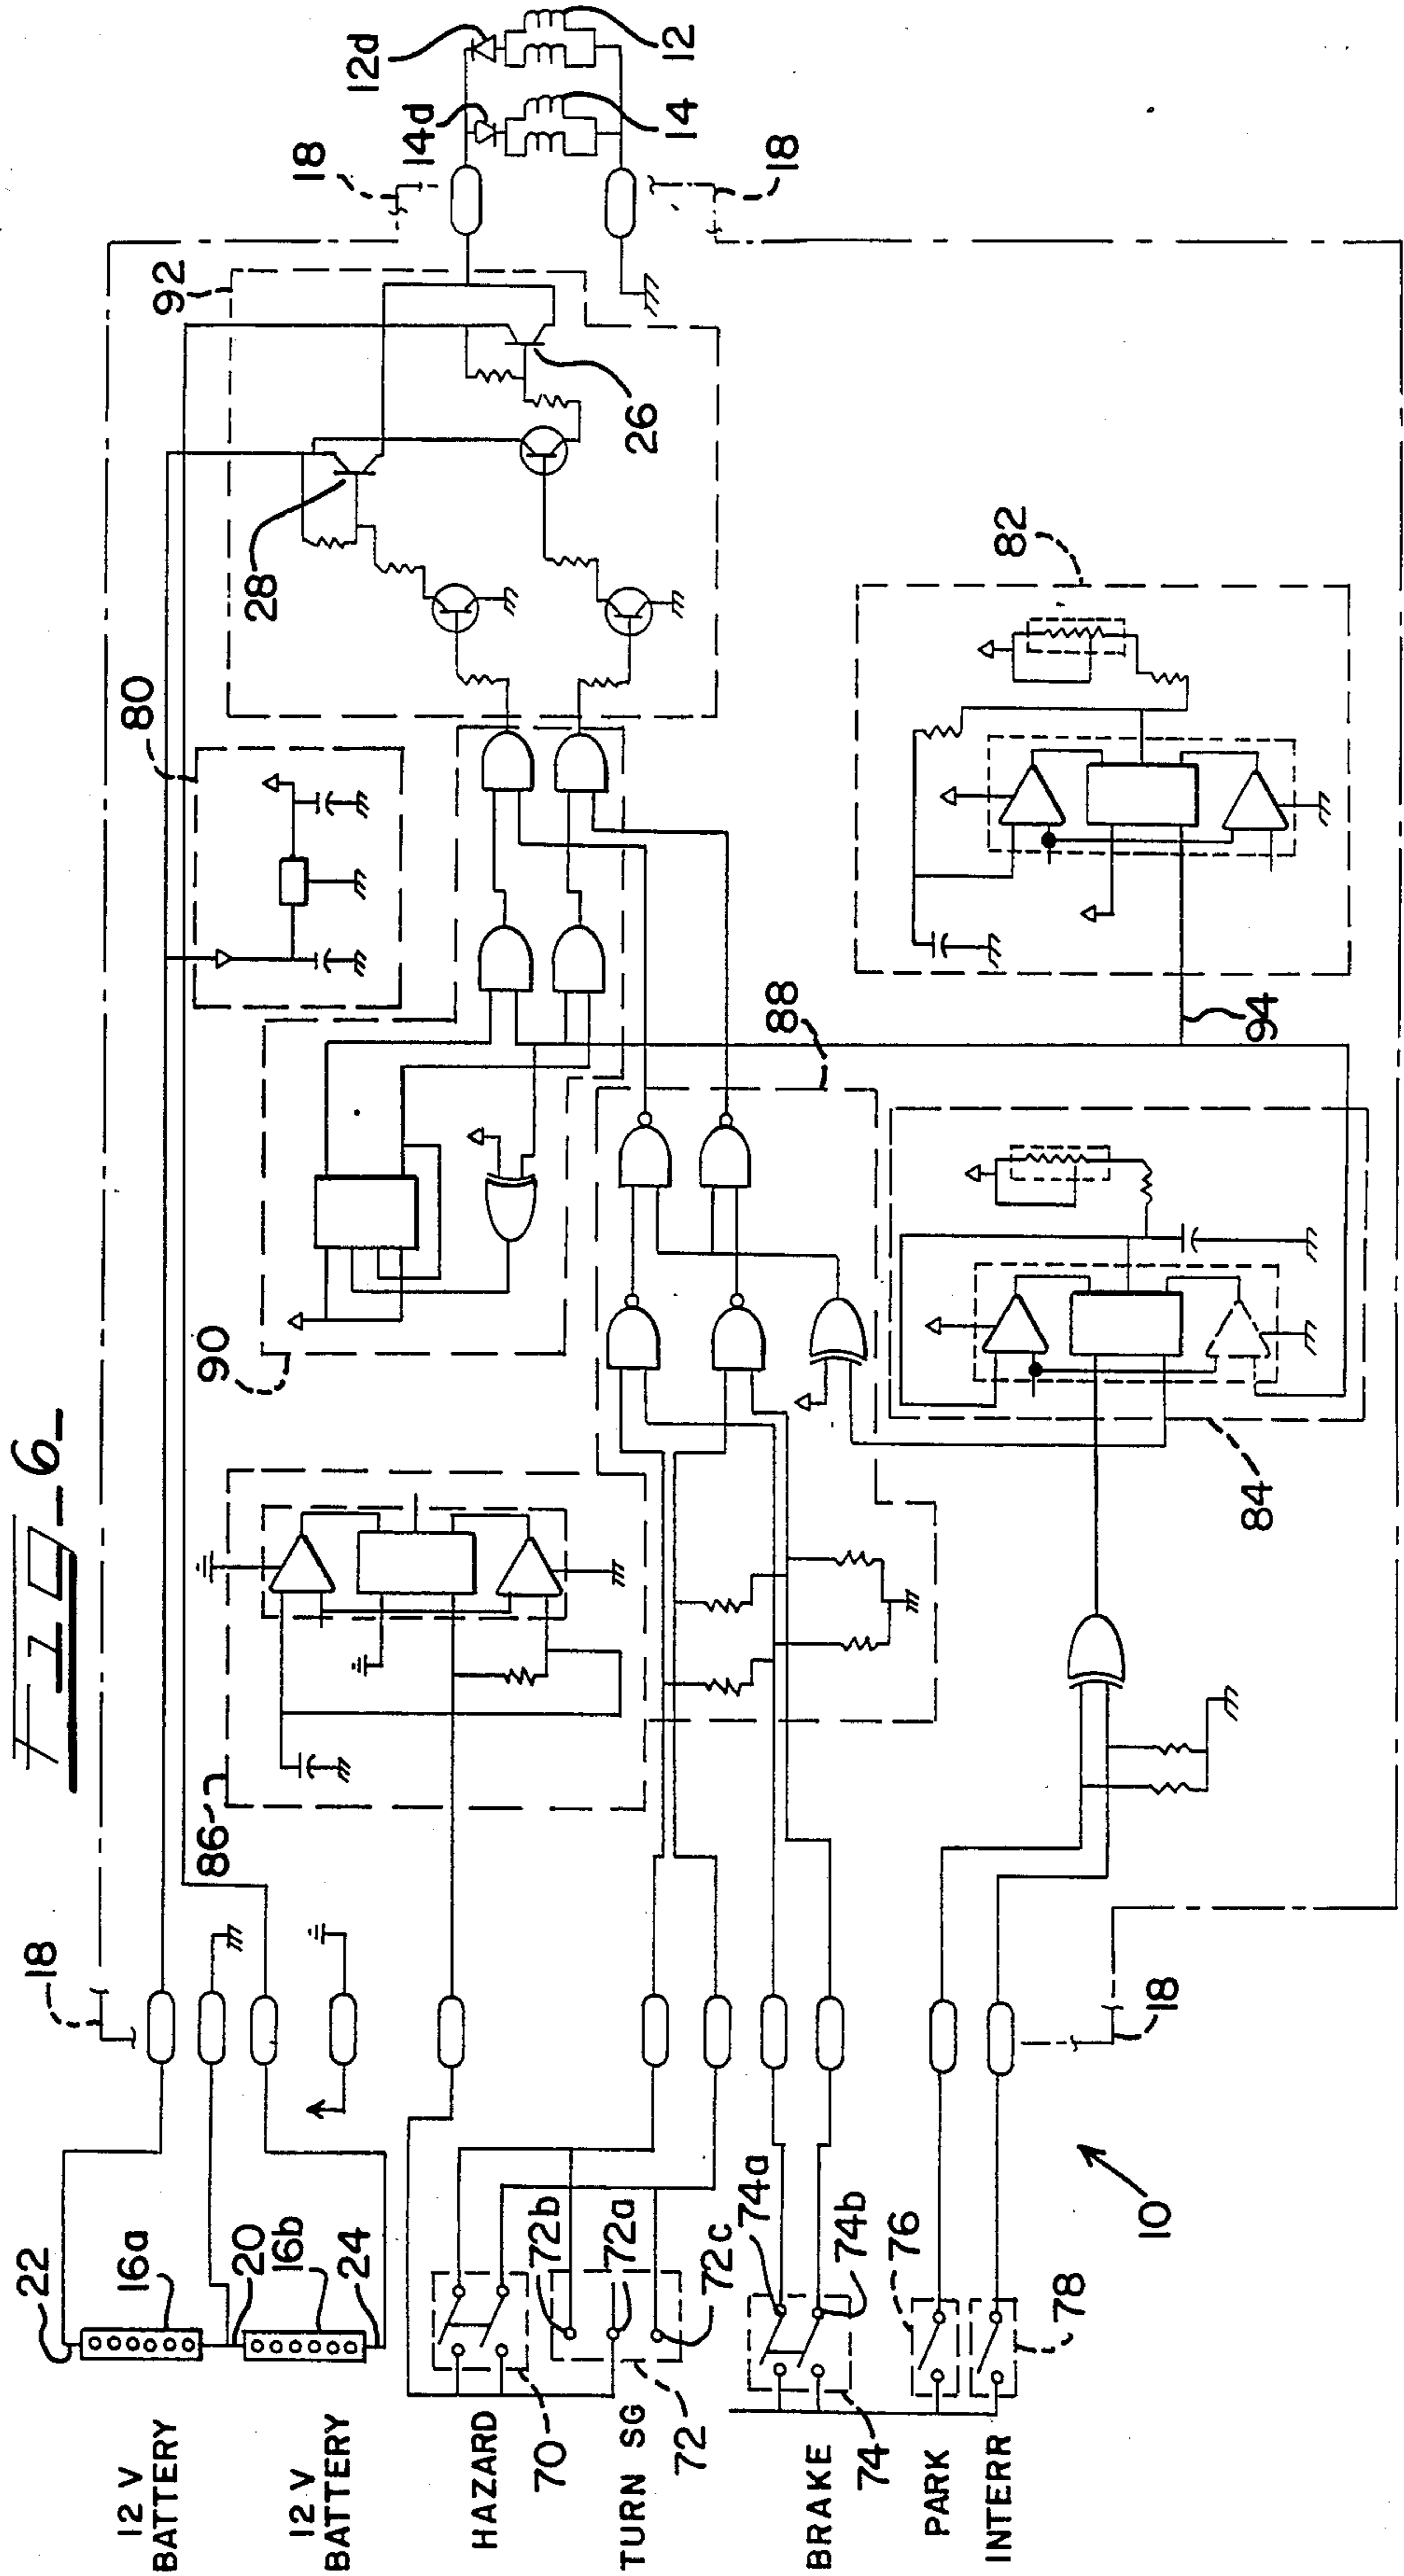 FIG-6
18
22
16a
20
16b
24
12 V
BATTERY
12 V
BATTERY
HAZARD
70
TURN SG
72
72b
72a
72c
BRAKE
74
74a
74b
PARK
76
INTERR
78
10
18
86
90
88
84
80
82
94
92
28
26
18
18
14d
12d
14
12